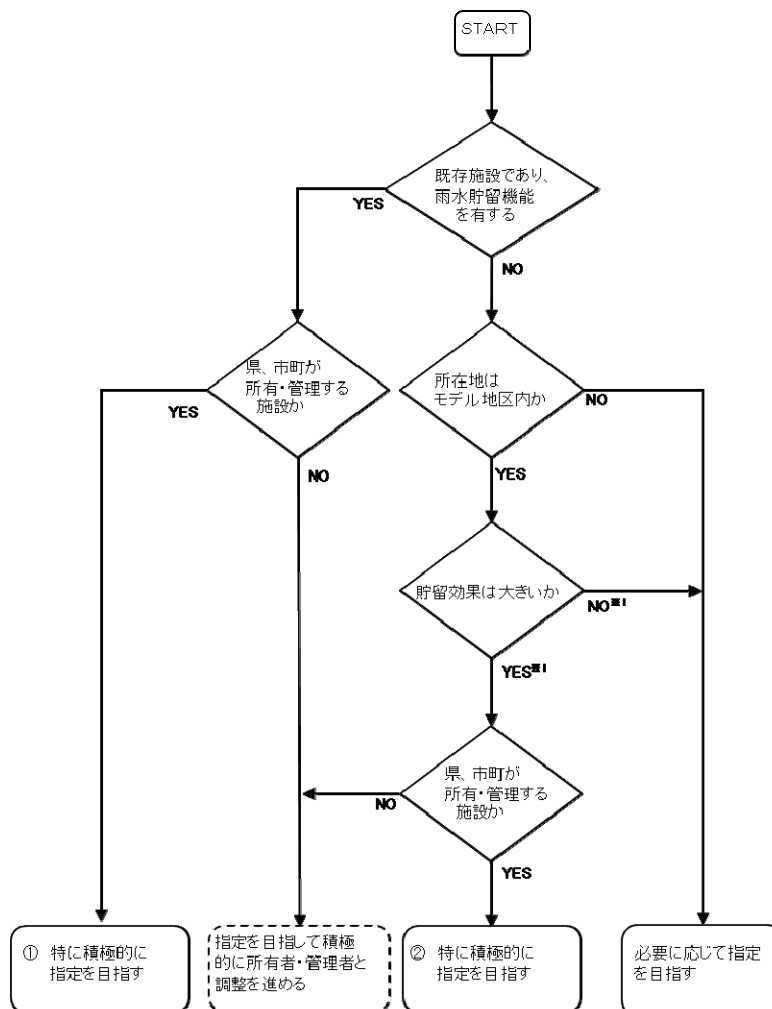 START
既存施設であり、
雨水貯留機能
を有する
YES
NO
県、市町が
所有・管理する
施設か
所在地は
モデル地区内か
YES
NO
NO
YES
貯留効果は大きいか
NO※1
YES※1
県、市町が
所有・管理する
施設か
NO
YES
① 特に積極的に
指定を目指す
指定を目指して積極
的に所有者・管理者と
調整を進める
② 特に積極的に
指定を目指す
必要に応じて指定
を目指す